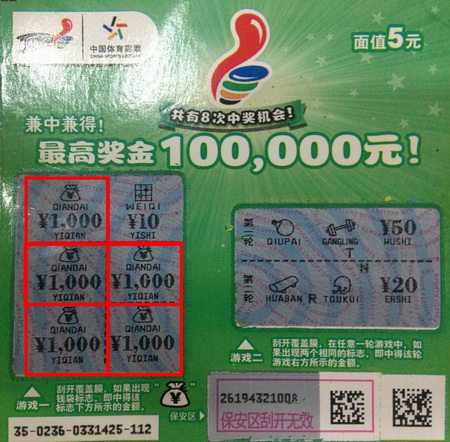 中国体育彩票
CHINA SPORTS LOTTERY
面值5元
共有8次中奖机会！
兼中兼得！
最高奖金100,000元！
QIANDAI WEIQI
¥1,000 ¥10
YIQIAN YISHI
QIANDAI QIANDAI
¥1,000 ¥1,000
YIQIAN YIQIAN
QIANDAI QIANDAI
¥1,000 ¥1,000
YIQIAN YIQIAN
第一轮 QIUPAI GANGLING ¥50 WUSHI
T
N
第二轮 HUABAN R TOUKUI ¥20 ERSHI
游戏一
刮开覆盖膜，如果出现
钱袋标志，即中得该
标志下方所示的金额。
保安区
游戏二
刮开覆盖膜，在任意一轮游戏中，如
果出现两个相同的标志，即中得该轮
游戏右方所示的金额。
26194321008
保安区刮开无效
35-0236-0331425-112